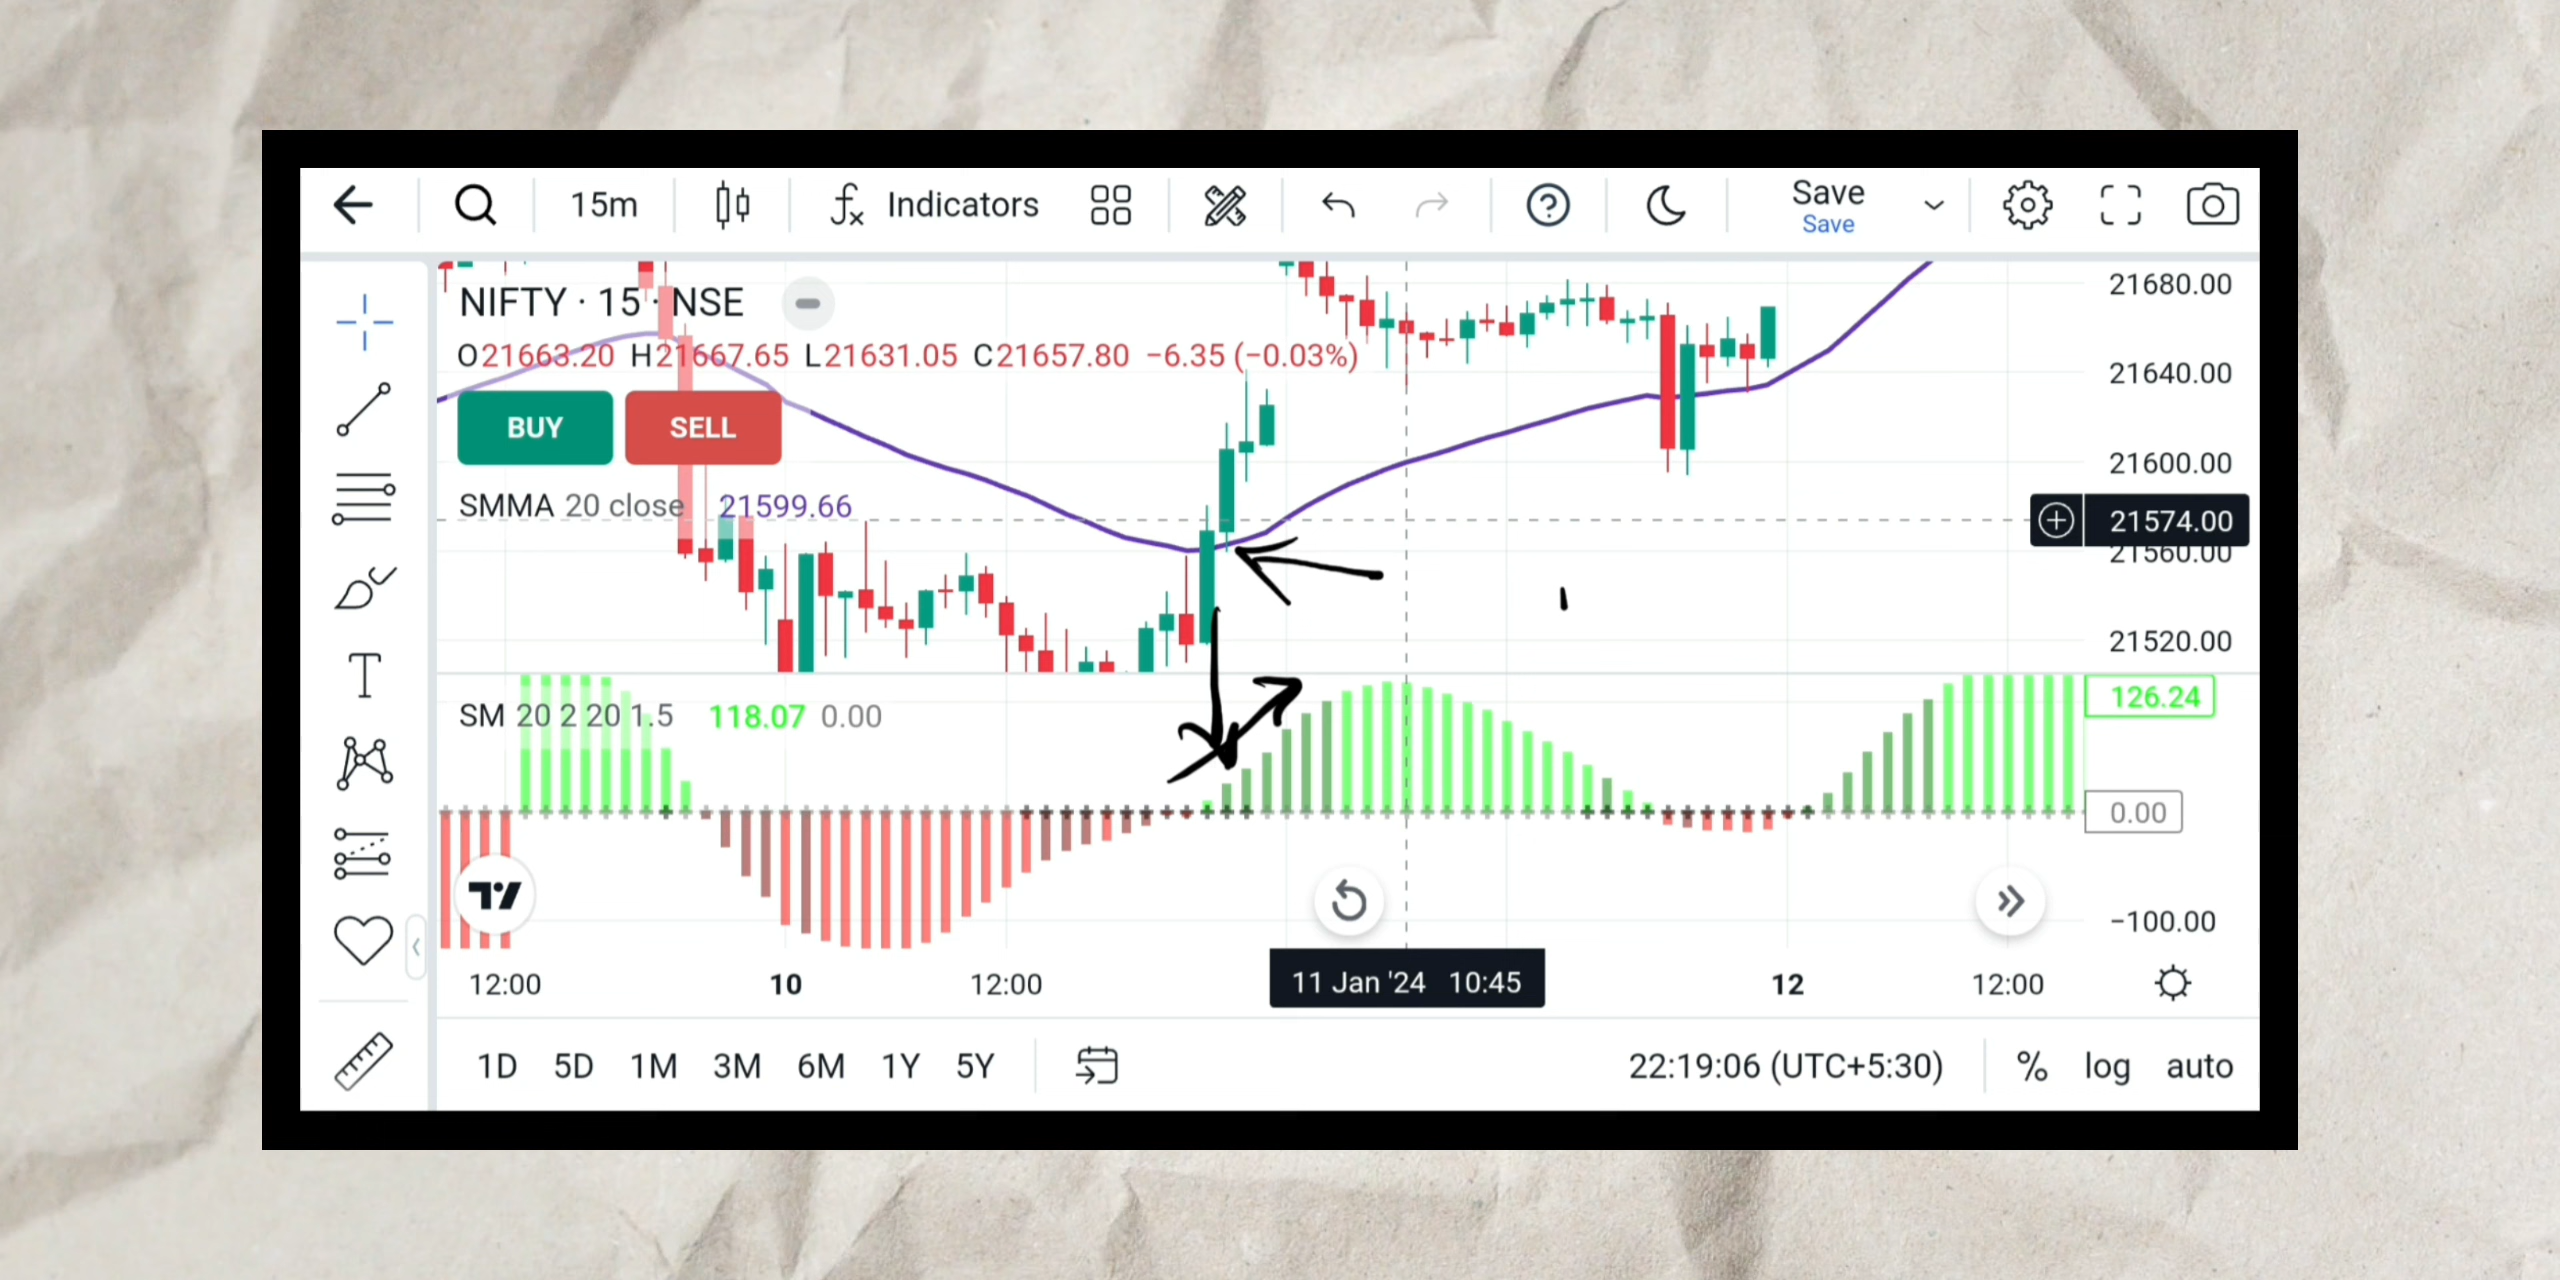 15m
Indicators
Save
Save
NIFTY · 15 · NSE
O21663.20 H21667.65 L21631.05 C21657.80 −6.35 (−0.03%)
BUY
SELL
SMMA 20 close 21599.66
21680.00
21640.00
21600.00
21574.00
21560.00
21520.00
SM 20 2 20 1.5 118.07 0.00
126.24
0.00
−100.00
12:00
10
12:00
11 Jan '24 10:45
12
12:00
1D 5D 1M 3M 6M 1Y 5Y
22:19:06 (UTC+5:30)
%
log
auto